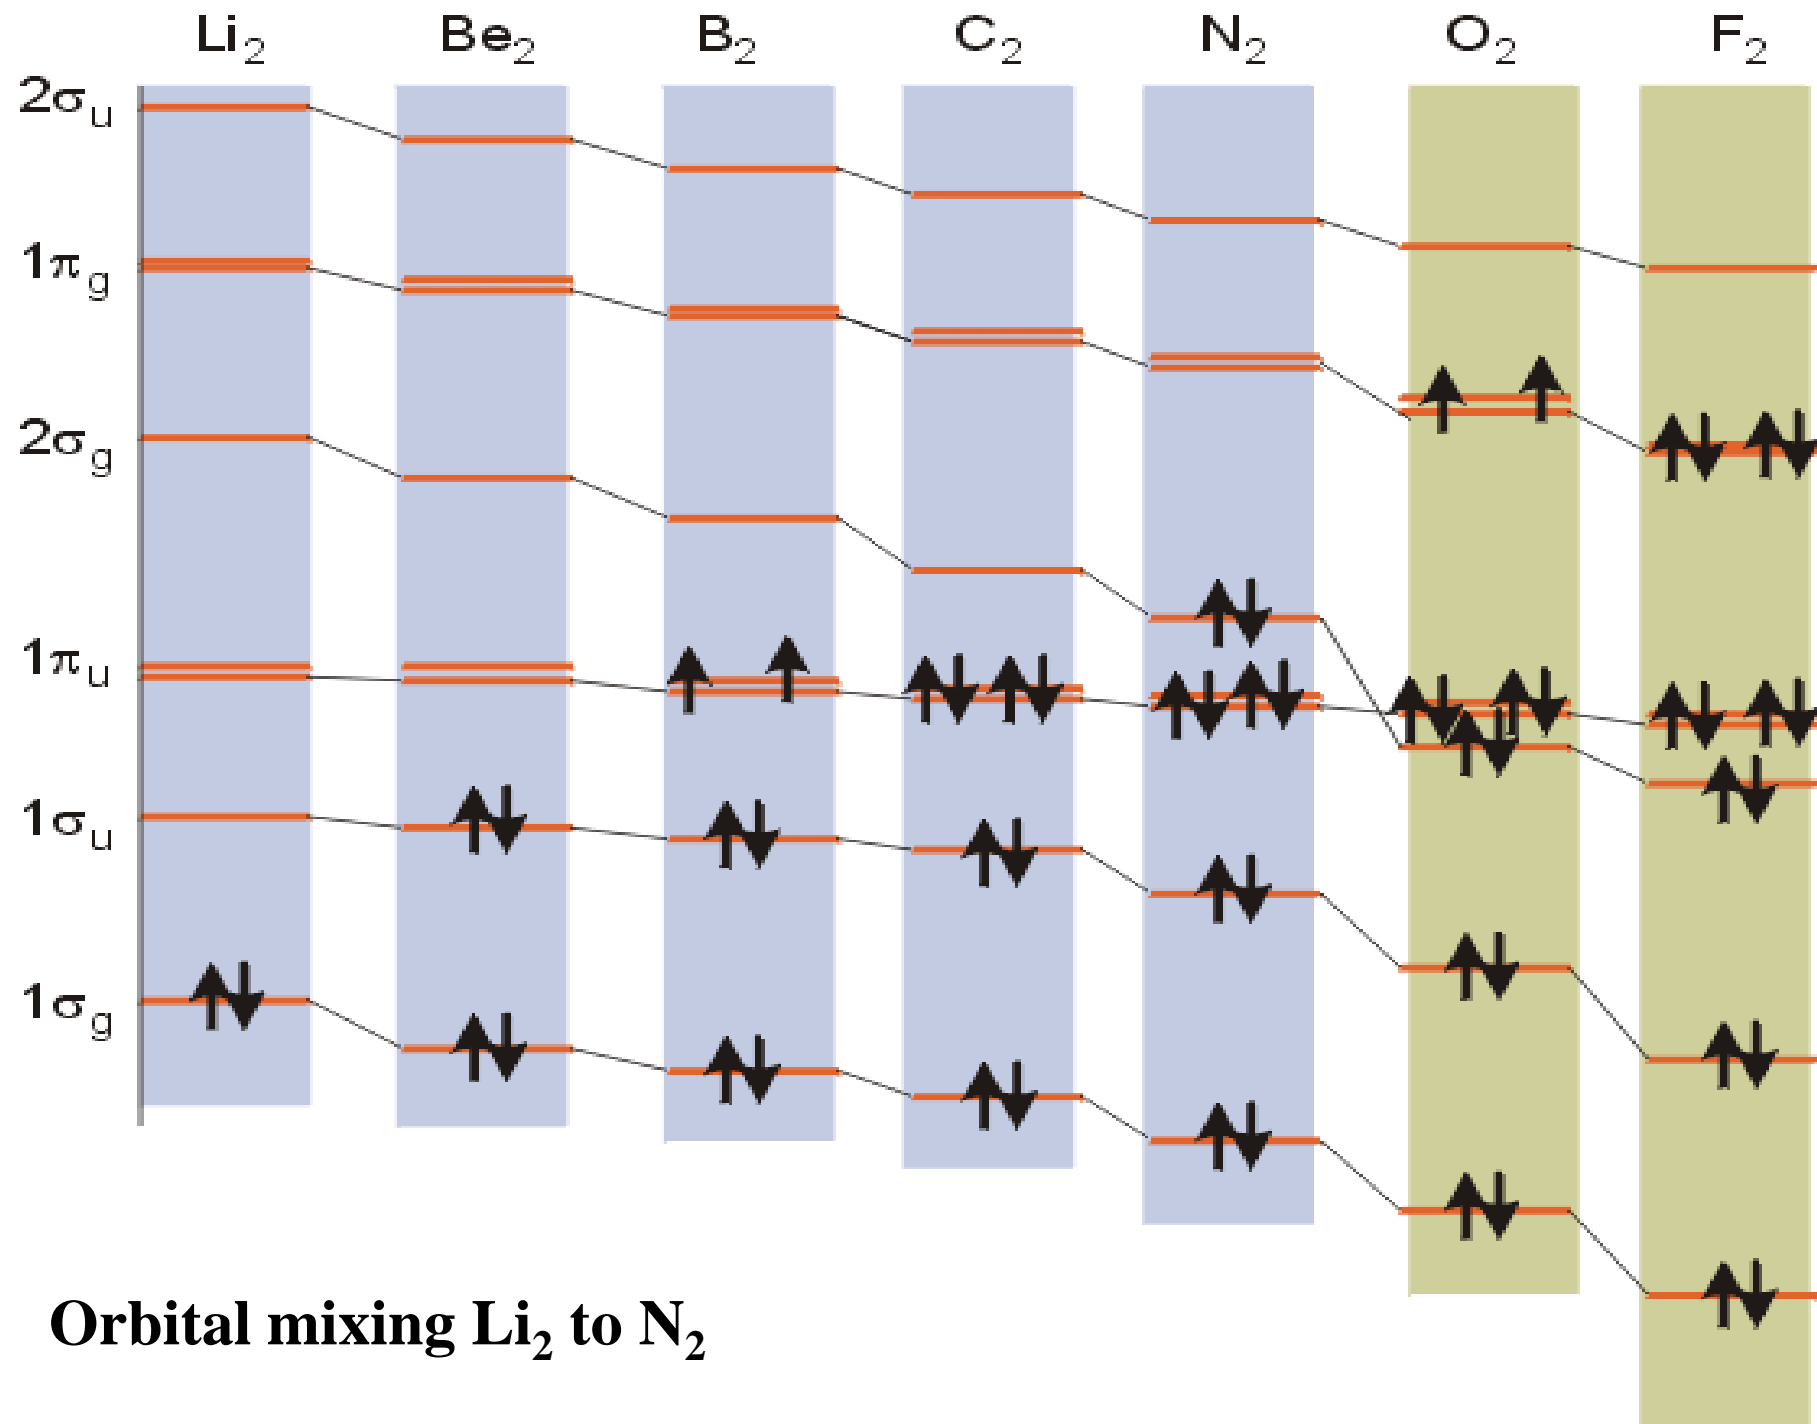 Li₂ Be₂ B₂ C₂ N₂ O₂ F₂
2σᵤ
1πg
2σg
1πᵤ
1σᵤ
1σg
Orbital mixing Li₂ to N₂